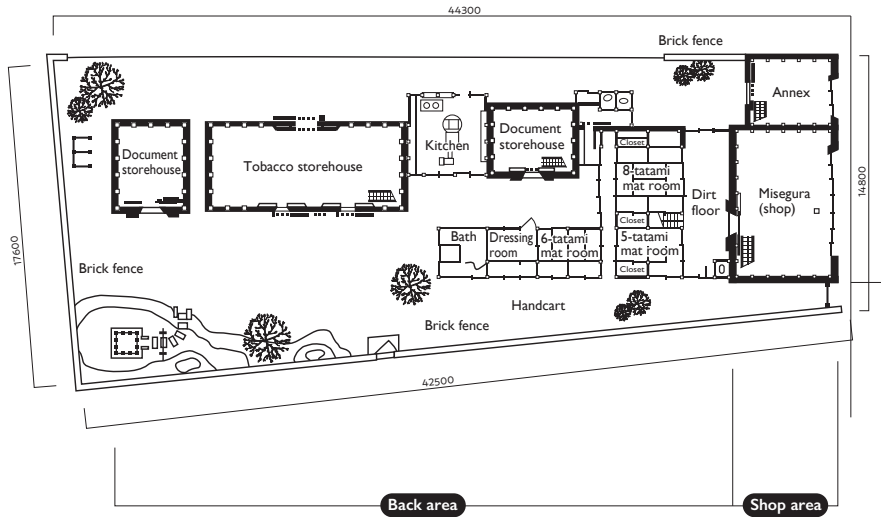 44300
Brick fence
Annex
Document
storehouse
Tobacco storehouse
Kitchen
Document
storehouse
Closet
8-tatami
mat room
Dirt
floor
Misegura
(shop)
14800
17600
Closet
Bath
Dressing
room
6-tatami
mat room
5-tatami
mat room
Closet
Brick fence
Handcart
Brick fence
42500
Back area
Shop area